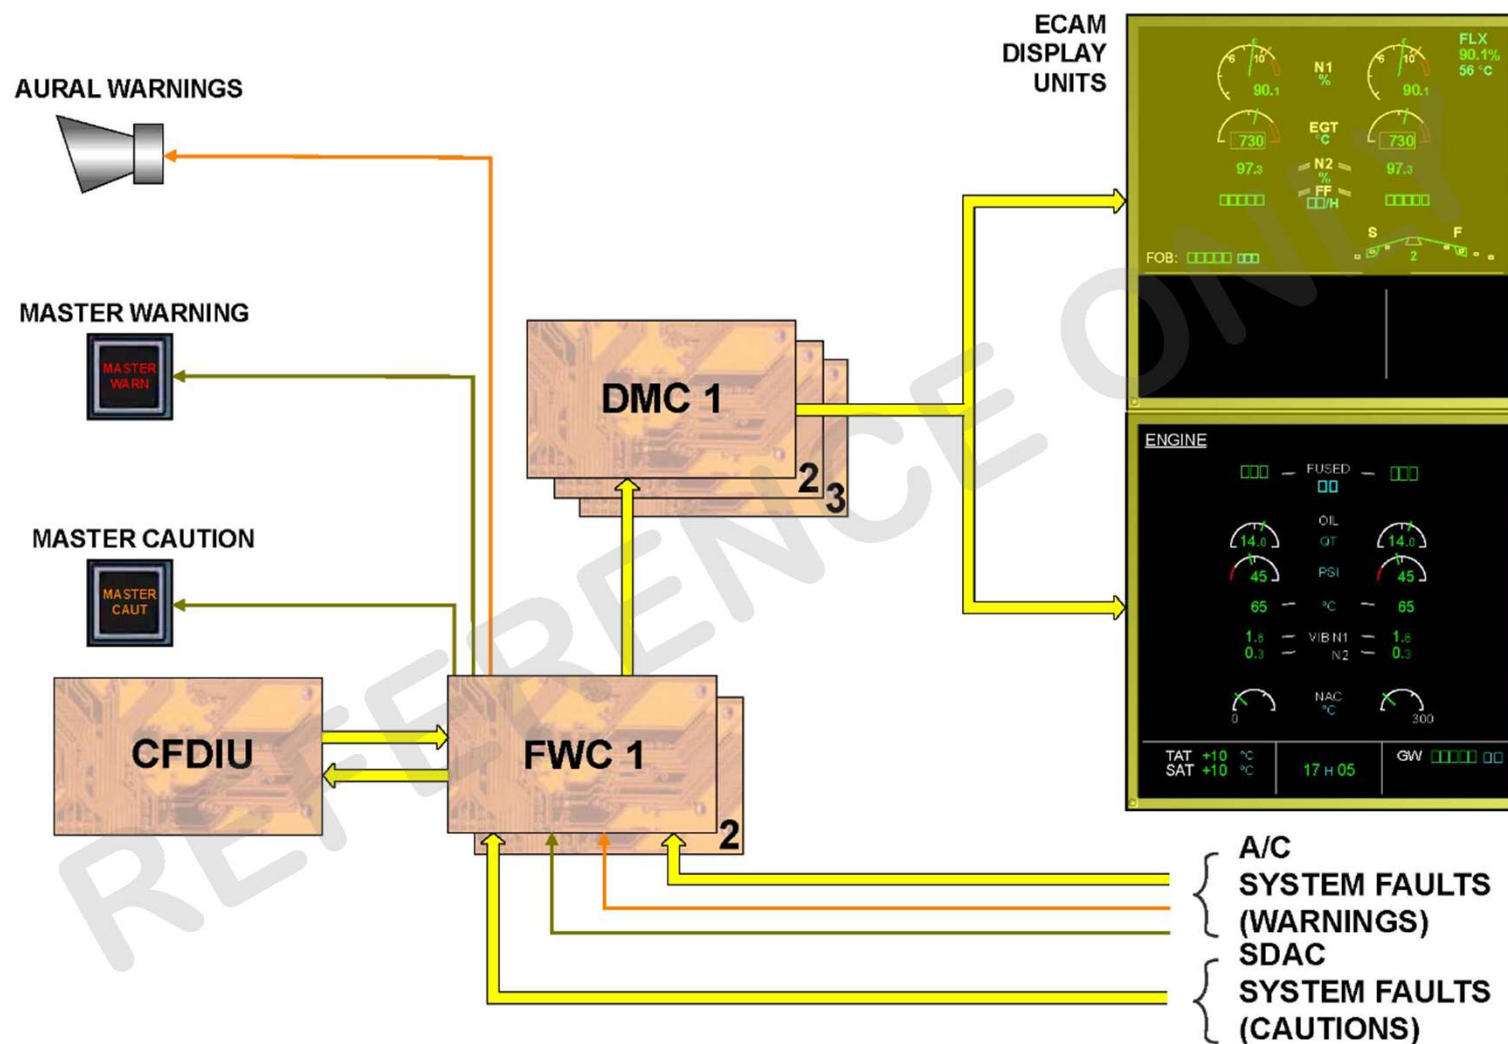 AURAL WARNINGS
MASTER WARNING
MASTER
WARN
MASTER CAUTION
MASTER
CAUT
CFDIU
FWC 1
2
DMC 1
2
3
ECAM
DISPLAY
UNITS
FLX
90.1%
56 °C
6 10 N1 6 10
%
90.1 90.1
EGT
730 °C 730
97.3 N2 97.3
%
FF
/H
S F
FOB: 2
ENGINE
FUSED
OIL
14.0 QT 14.0
45 PSI 45
65 °C 65
1.8 VIB N1 1.8
0.3 N2 0.3
NAC
°C
0 300
TAT +10 °C
SAT +10 °C
17 H 05
GW
A/C
SYSTEM FAULTS
(WARNINGS)
SDAC
SYSTEM FAULTS
(CAUTIONS)
REFERENCE ONLY